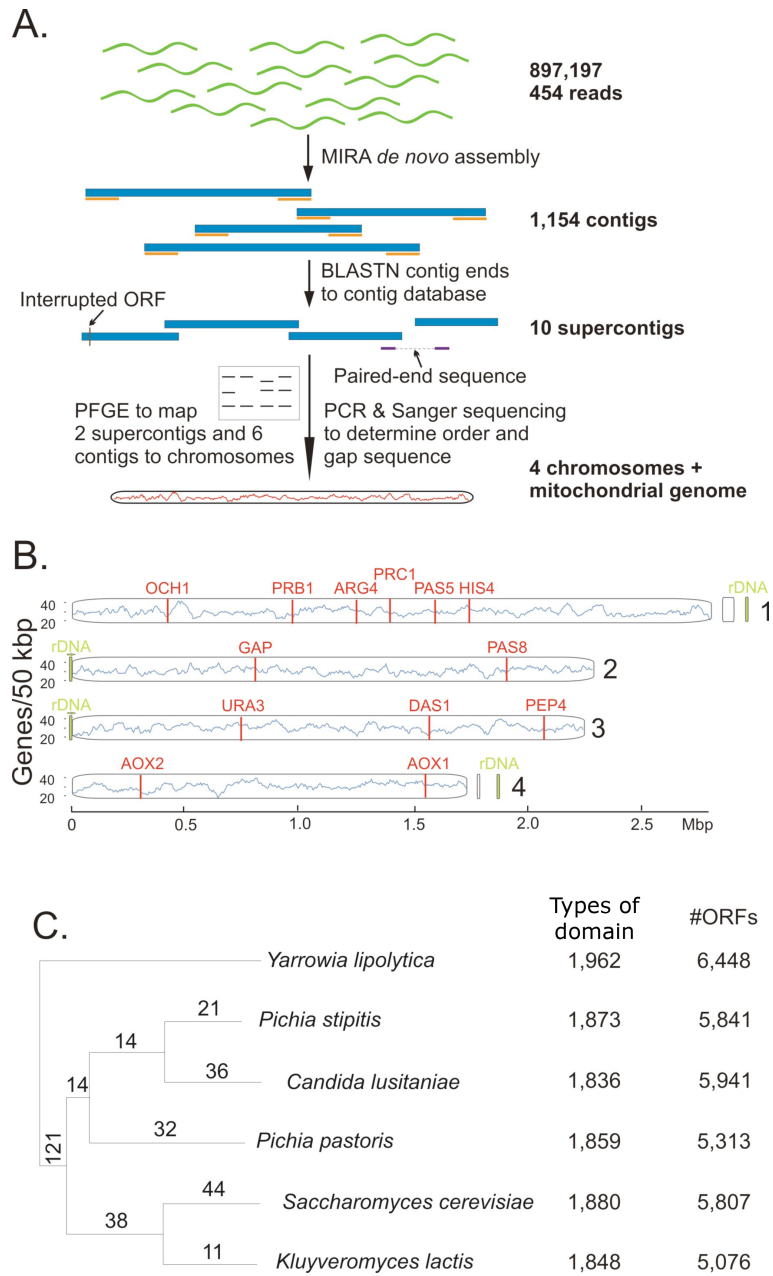 A.
897,197
454 reads
MIRA de novo assembly
1,154 contigs
BLASTN contig ends
to contig database
Interrupted ORF
10 supercontigs
Paired-end sequence
PFGE to map
2 supercontigs and 6
contigs to chromosomes
PCR & Sanger sequencing
to determine order and
gap sequence
4 chromosomes +
mitochondrial genome
B.
Genes/50 kbp
PRC1
OCH1 PRB1 ARG4 PAS5 HIS4 rDNA
40
20
1
rDNA GAP PAS8
40
20
2
rDNA URA3 DAS1 PEP4
40
20
3
AOX2 AOX1 rDNA
40
20
4
0 0.5 1.0 1.5 2.0 2.5 Mbp
C.
Types of
domain
#ORFs
Yarrowia lipolytica 1,962 6,448
21
Pichia stipitis 1,873 5,841
14
36
Candida lusitaniae 1,836 5,941
14
32
Pichia pastoris 1,859 5,313
121
44
Saccharomyces cerevisiae 1,880 5,807
38
11
Kluyveromyces lactis 1,848 5,076